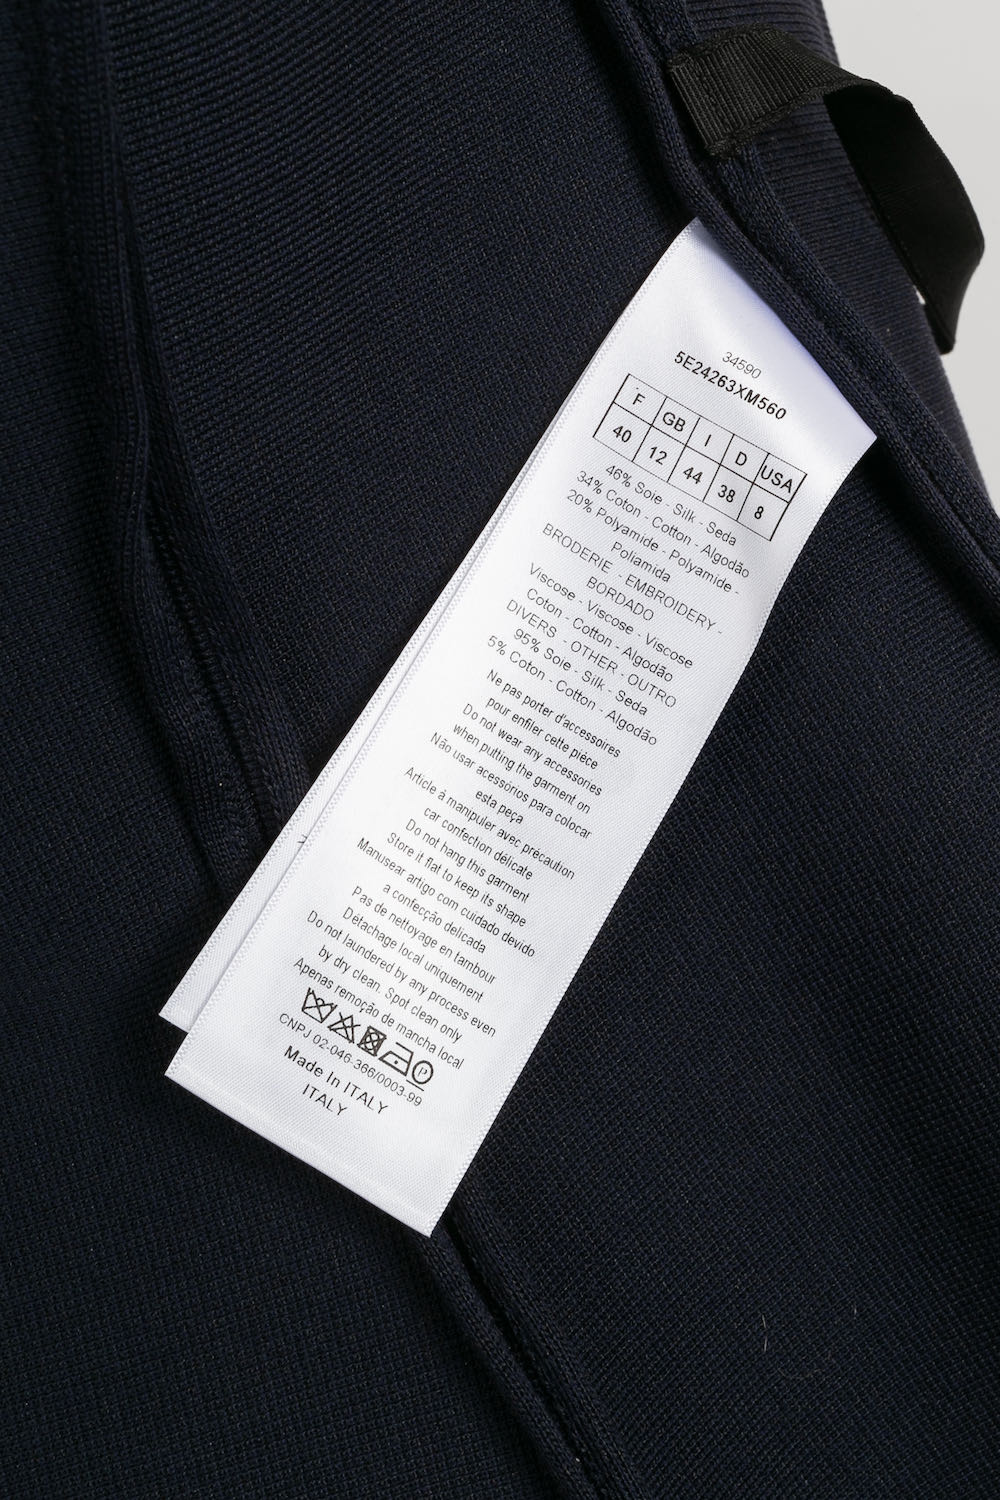 34590
5E24263XM560
F GB I D USA
40 12 44 38 8
46% Soie - Silk - Seda
34% Coton - Cotton - Algodão
20% Polyamide - Polyamide -
Poliamida
BRODERIE - EMBROIDERY -
BORDADO
Viscose - Viscose - Viscose
Coton - Cotton - Algodão
DIVERS - OTHER - OUTRO
95% Soie - Silk - Seda
5% Coton - Cotton - Algodão
Ne pas porter d'accessoires
pour enfiler cette pièce
Do not wear any accessories
when putting the garment on
Não usar acessórios para colocar
esta peça
Article à manipuler avec précaution
car confection délicate
Do not hang this garment
Store it flat to keep its shape
Manusear artigo com cuidado devido
a confecção delicada
Pas de nettoyage en tambour
Détachage local uniquement
Do not laundered by any process even
by dry clean. Spot clean only
Apenas remoção de mancha local
P
CNPJ 02-046-366/0003-99
Made In ITALY
ITALY